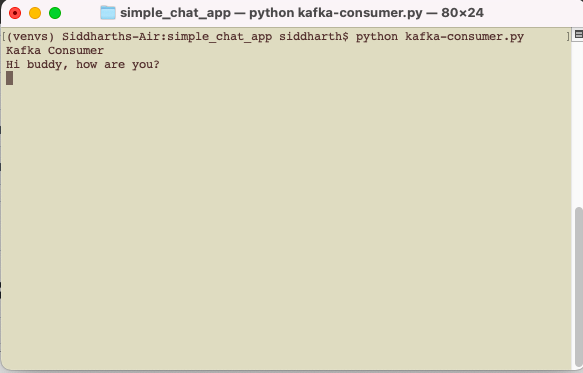 simple_chat_app — python kafka-consumer.py — 80×24
[(venvs) Siddharths-Air:simple_chat_app siddharth$ python kafka-consumer.py ]
Kafka Consumer
Hi buddy, how are you?